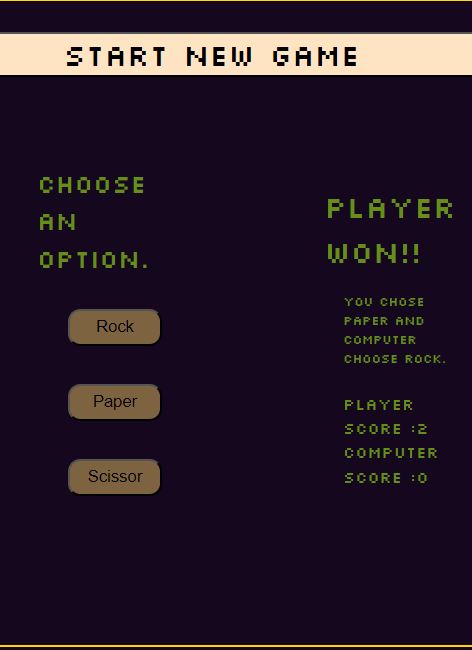 START NEW GAME
CHOOSE
AN
OPTION.
Rock
Paper
Scissor
PLAYER
WON!!
YOU CHOSE
PAPER AND
COMPUTER
CHOOSE ROCK.
PLAYER
SCORE :2
COMPUTER
SCORE :0